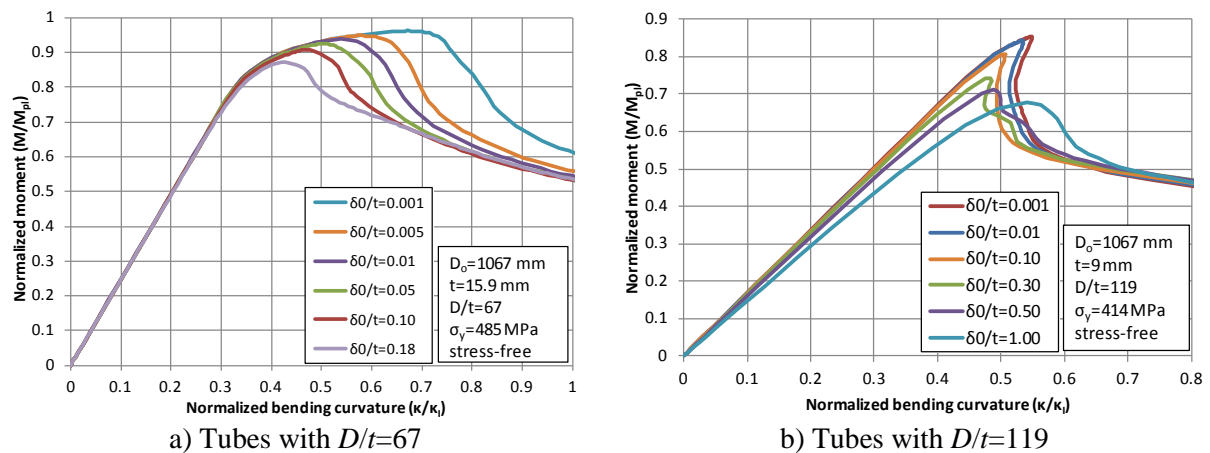 1
0.9
0.8
0.7
0.6
0.5
0.4
0.3
0.2
0.1
0
Normalized moment (M/Mpl)
0 0.1 0.2 0.3 0.4 0.5 0.6 0.7 0.8 0.9 1
Normalized bending curvature (κ/κI)
δ0/t=0.001
δ0/t=0.005
δ0/t=0.01
δ0/t=0.05
δ0/t=0.10
δ0/t=0.18
Do=1067 mm
t=15.9 mm
D/t=67
σy=485 MPa
stress-free
a) Tubes with D/t=67
0.9
0.8
0.7
0.6
0.5
0.4
0.3
0.2
0.1
0
Normalized moment (M/Mpl)
0 0.1 0.2 0.3 0.4 0.5 0.6 0.7 0.8
Normalized bending curvature (κ/κI)
δ0/t=0.001
δ0/t=0.01
δ0/t=0.10
δ0/t=0.30
δ0/t=0.50
δ0/t=1.00
Do=1067 mm
t=9 mm
D/t=119
σy=414 MPa
stress-free
b) Tubes with D/t=119